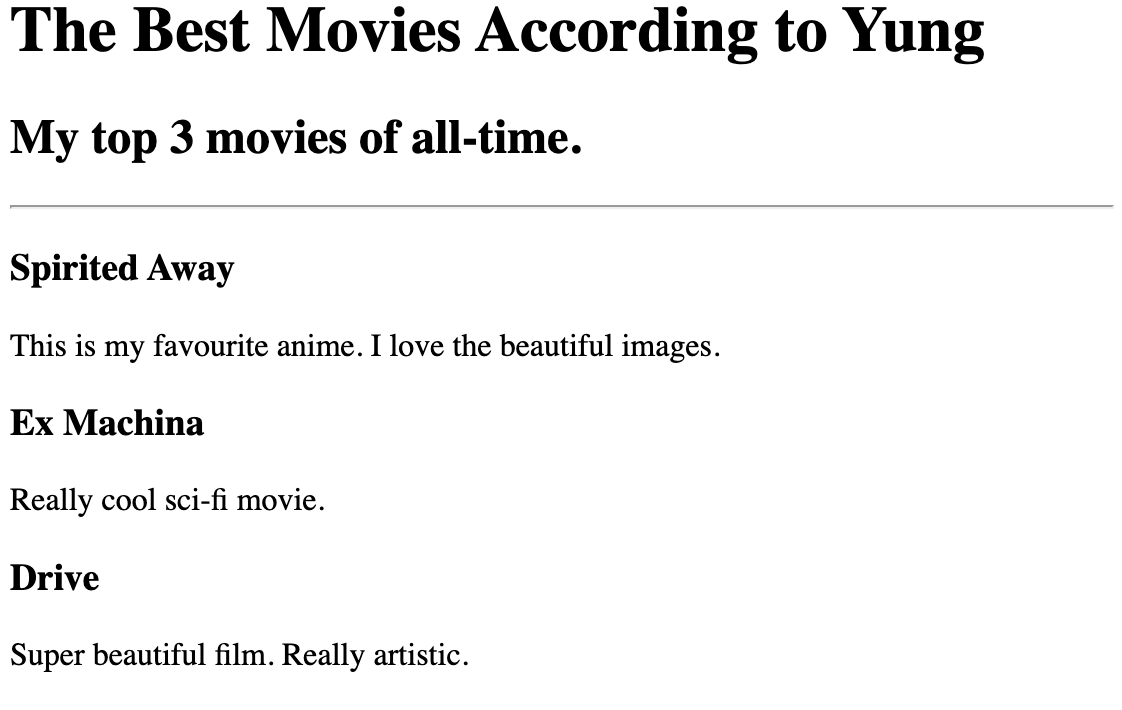 The Best Movies According to Yung
My top 3 movies of all-time.
Spirited Away
This is my favourite anime. I love the beautiful images.
Ex Machina
Really cool sci-fi movie.
Drive
Super beautiful film. Really artistic.